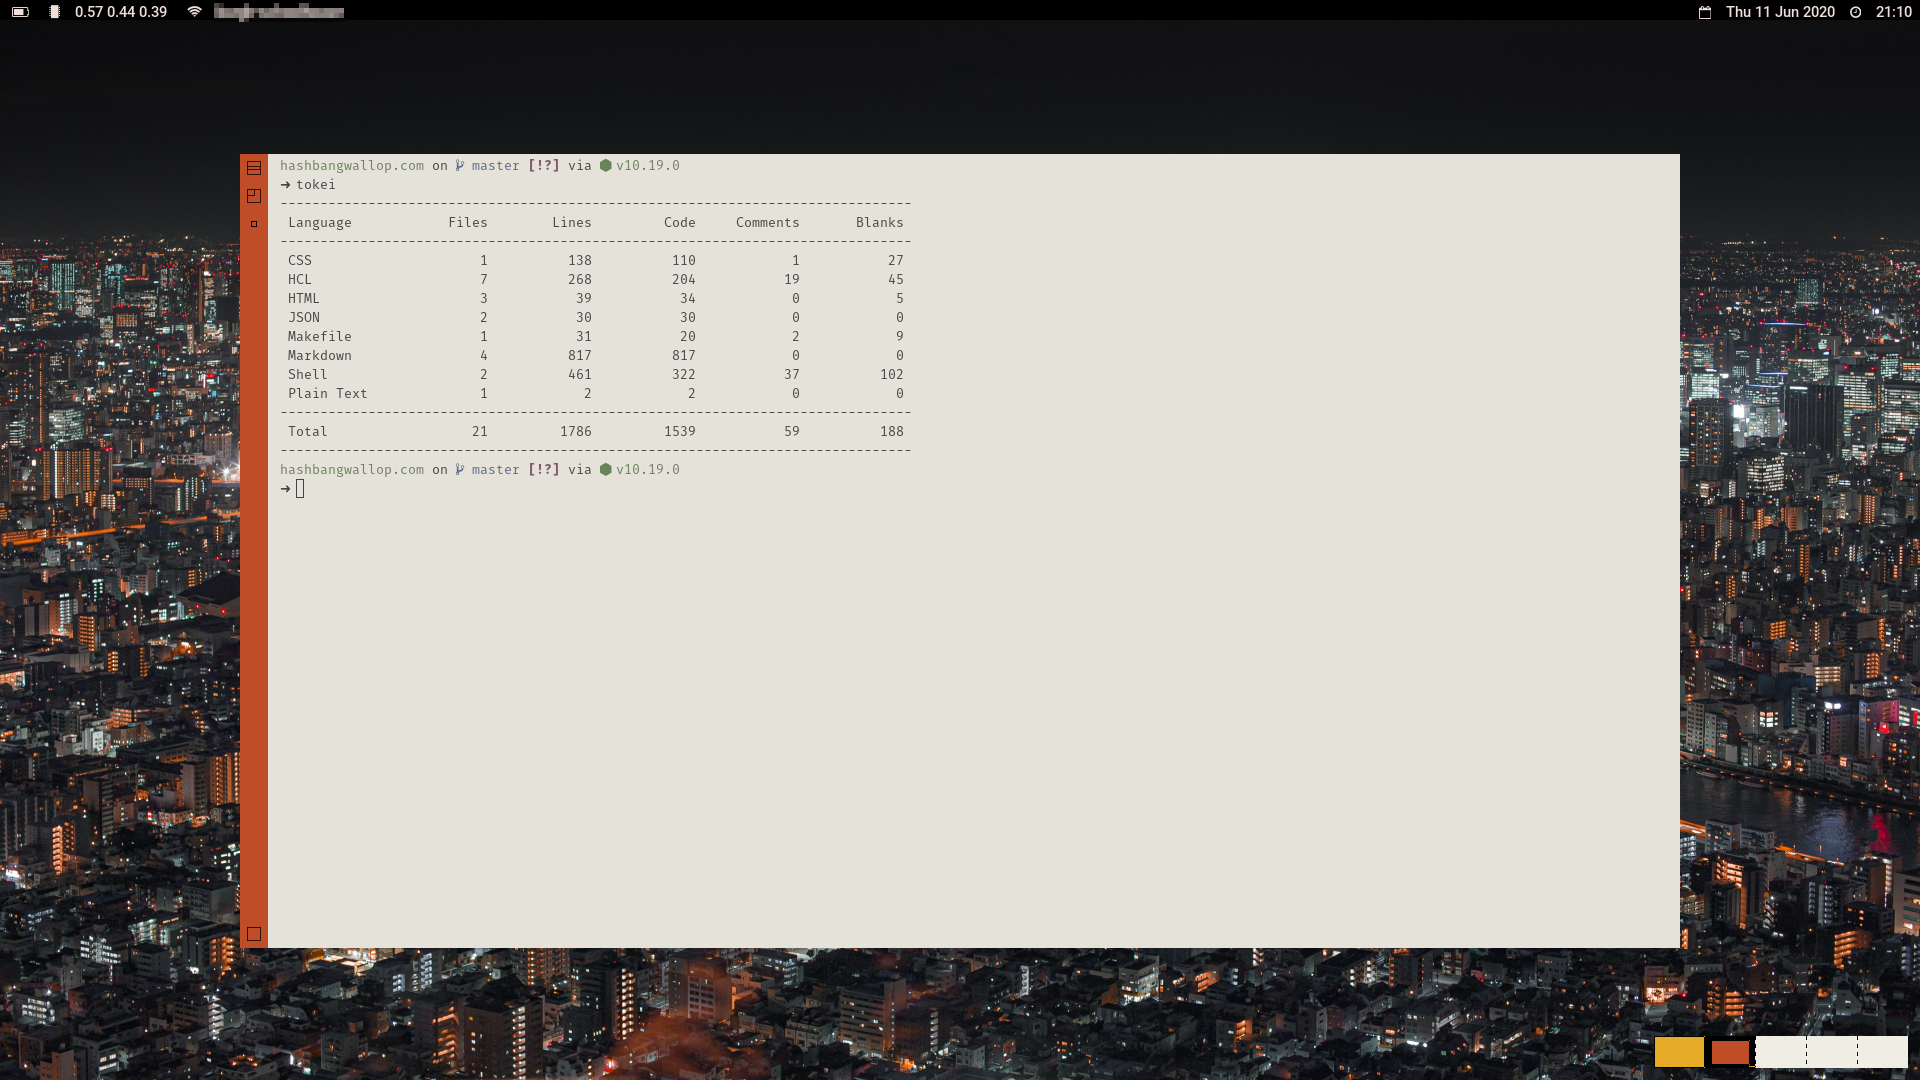 0.57 0.44 0.39
Thu 11 Jun 2020 21:10
hashbangwallop.com on master [!?] via v10.19.0
➜ tokei
-------------------------------------------------------------------------------
Language Files Lines Code Comments Blanks
-------------------------------------------------------------------------------
CSS 1 138 110 1 27
HCL 7 268 204 19 45
HTML 3 39 34 0 5
JSON 2 30 30 0 0
Makefile 1 31 20 2 9
Markdown 4 817 817 0 0
Shell 2 461 322 37 102
Plain Text 1 2 2 0 0
-------------------------------------------------------------------------------
Total 21 1786 1539 59 188
-------------------------------------------------------------------------------
hashbangwallop.com on master [!?] via v10.19.0
➜